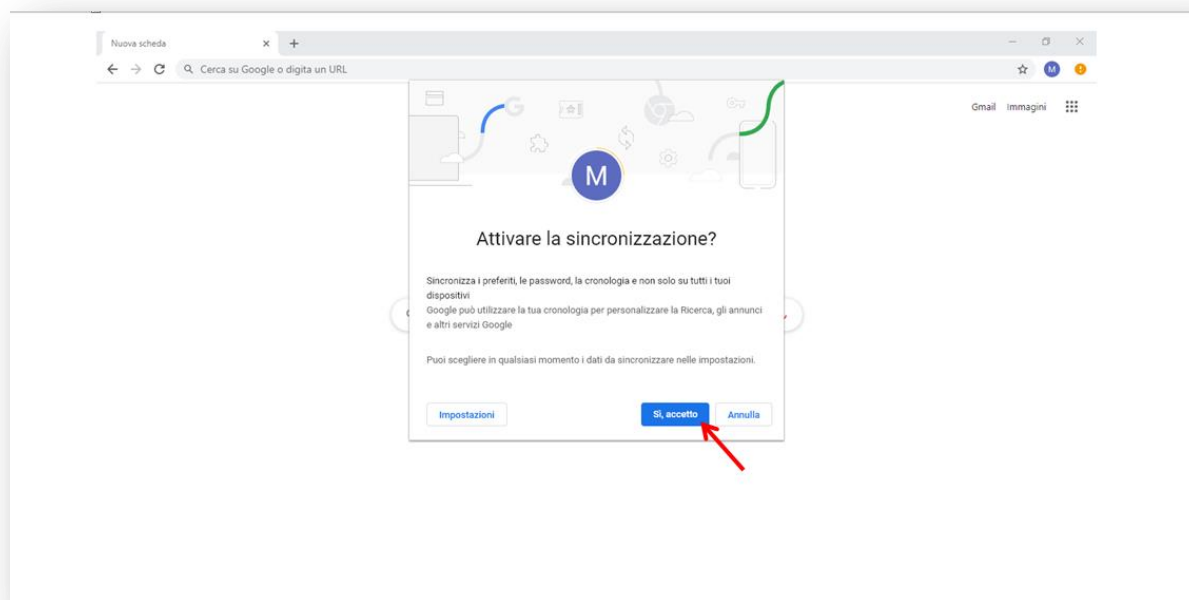 Nuova scheda
Cerca su Google o digita un URL
M
Gmail Immagini
G
M
Attivare la sincronizzazione?
Sincronizza i preferiti, le password, la cronologia e non solo su tutti i tuoi
dispositivi
Google può utilizzare la tua cronologia per personalizzare la Ricerca, gli annunci
e altri servizi Google
Puoi scegliere in qualsiasi momento i dati da sincronizzare nelle impostazioni.
Impostazioni Sì, accetto Annulla